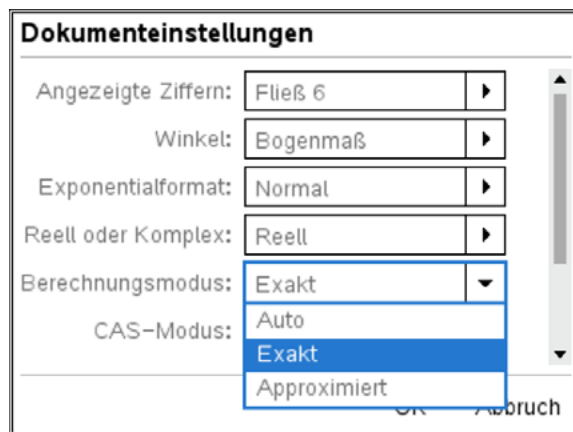 Dokumenteinstellungen
Angezeigte Ziffern: Fließ 6
Winkel: Bogenmaß
Exponentialformat: Normal
Reell oder Komplex: Reell
Berechnungsmodus: Exakt
CAS-Modus: Auto
Exakt
Approximiert
OK Abbruch